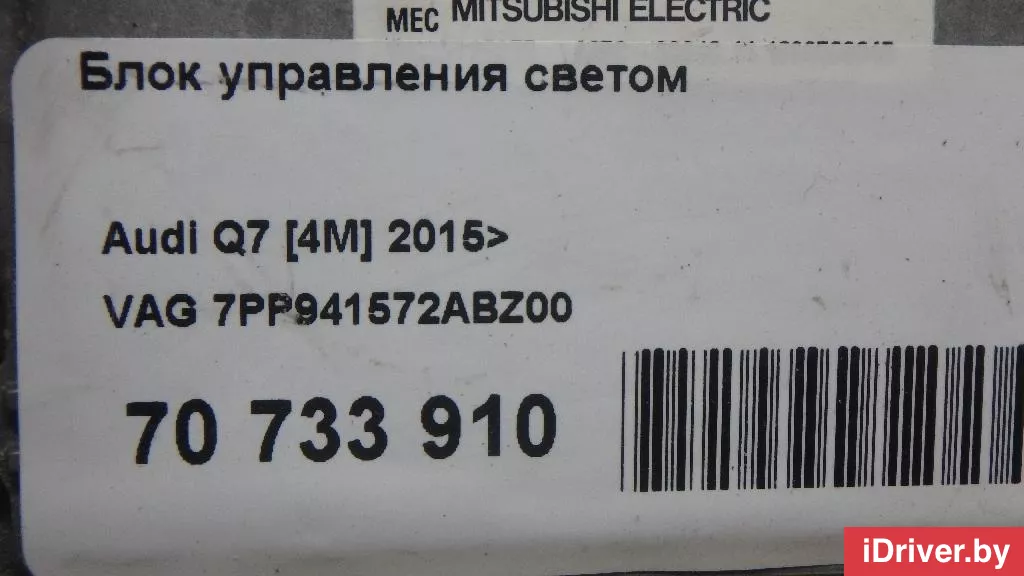 MEC MITSUBISHI ELECTRIC
Блок управления светом
Audi Q7 [4M] 2015>
VAG 7PP941572ABZ00
70 733 910
iDriver.by